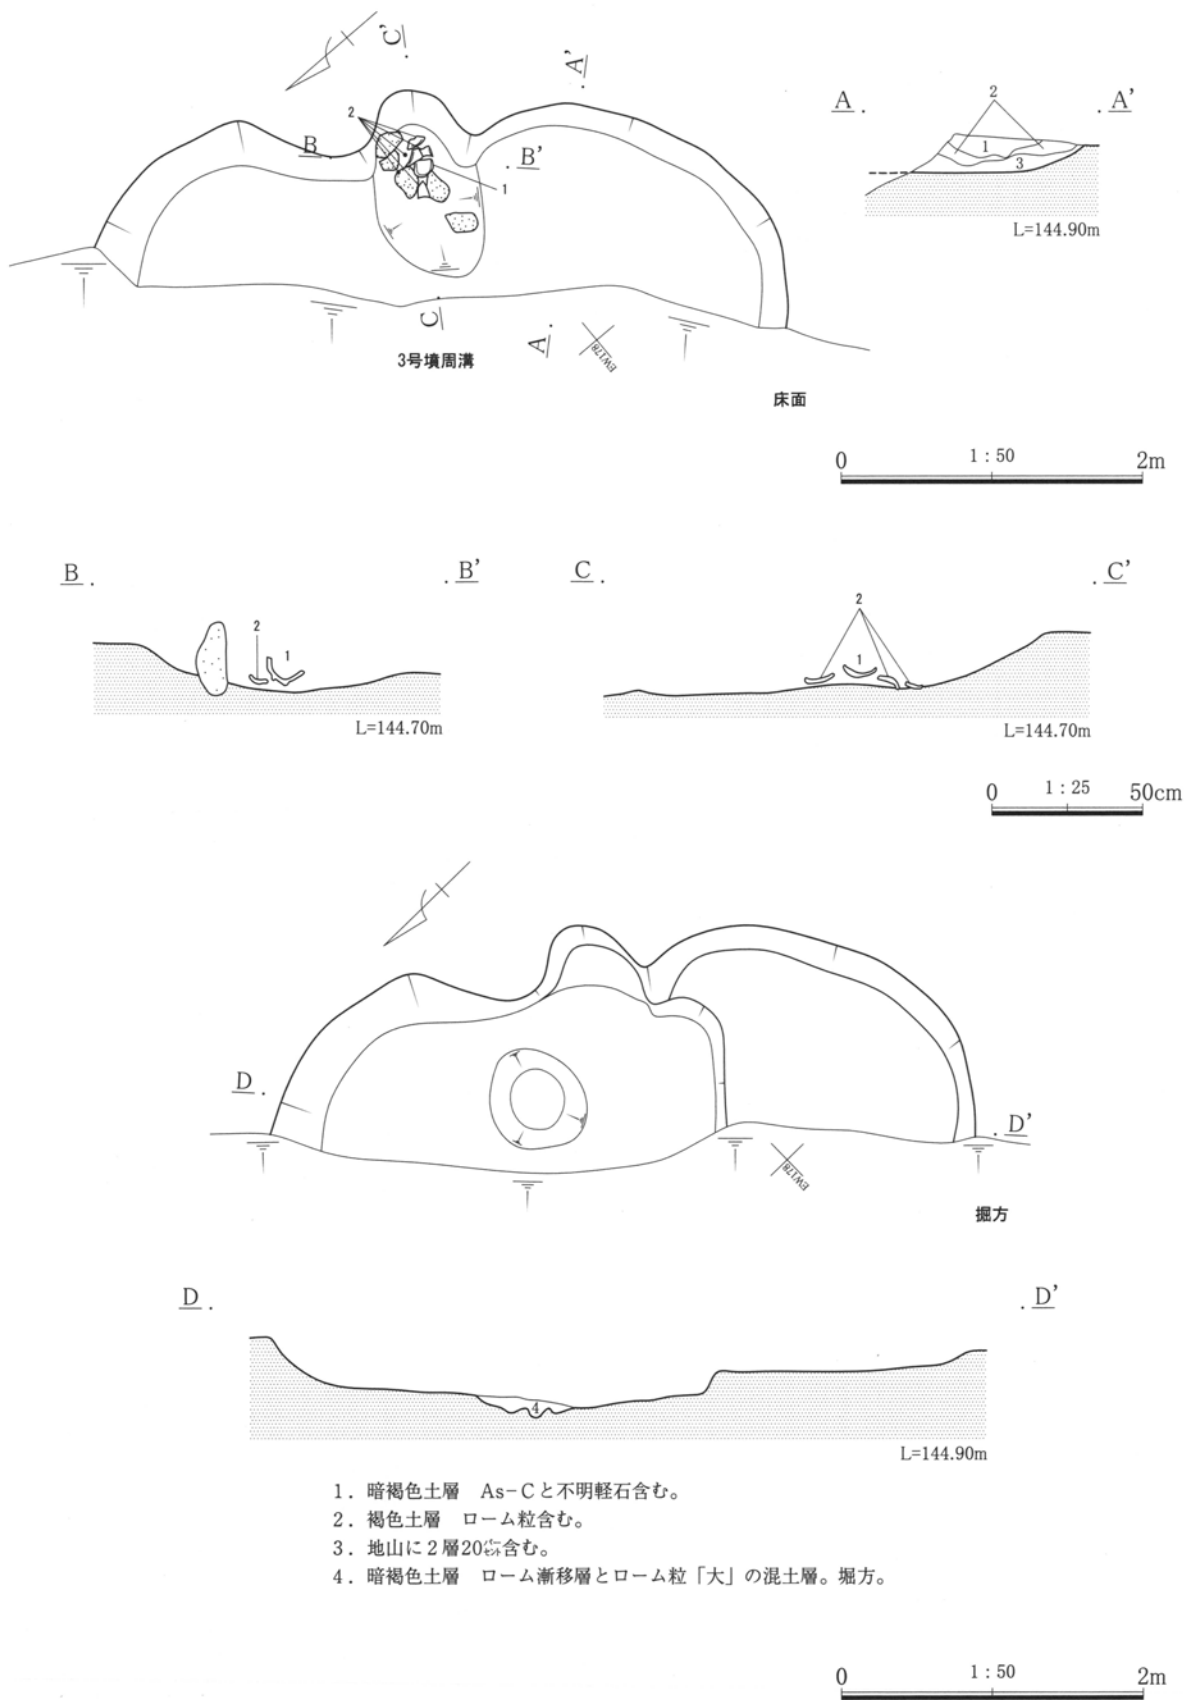 C'
A'
2
B
B'
1
C
A
EW178
3号墳周溝
床面
A
A'
2
1
3
L=144.90m
0 1：50 2m
B
B'
2
1
L=144.70m
C
C'
2
1
L=144.70m
0 1：25 50cm
D
D'
EW178
掘方
D
D'
4
L=144.90m
1．暗褐色土層　As-Cと不明軽石含む。
2．褐色土層　ローム粒含む。
3．地山に２層20㌫含む。
4．暗褐色土層　ローム漸移層とローム粒「大」の混土層。掘方。
0 1：50 2m